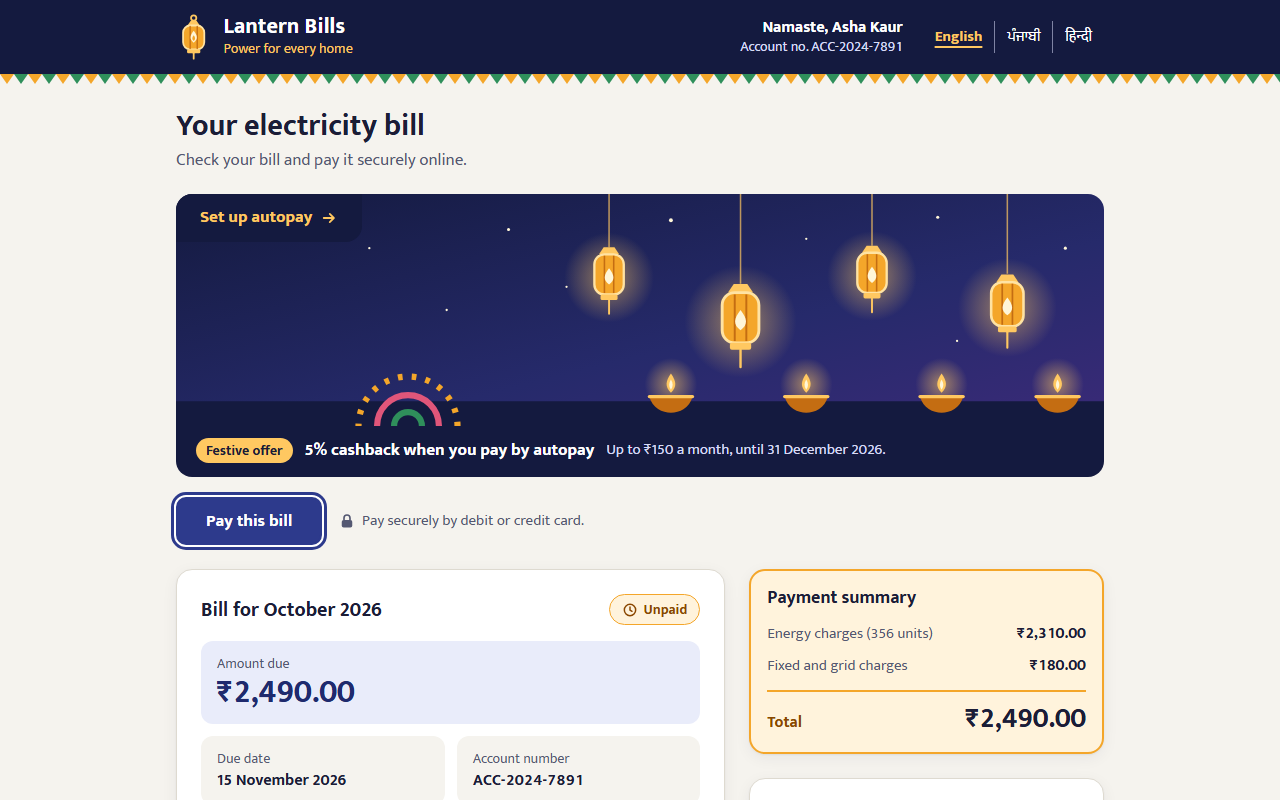 Lantern Bills
Power for every home
Namaste, Asha Kaur
Account no. ACC-2024-7891
English
ਪੰਜਾਬੀ
हिन्दी
Your electricity bill
Check your bill and pay it securely online.
Set up autopay →
Festive offer
5% cashback when you pay by autopay
Up to ₹150 a month, until 31 December 2026.
Pay this bill
Pay securely by debit or credit card.
Bill for October 2026
Unpaid
Amount due
₹2,490.00
Due date
15 November 2026
Account number
ACC-2024-7891
Payment summary
Energy charges (356 units) ₹2,310.00
Fixed and grid charges ₹180.00
Total ₹2,490.00